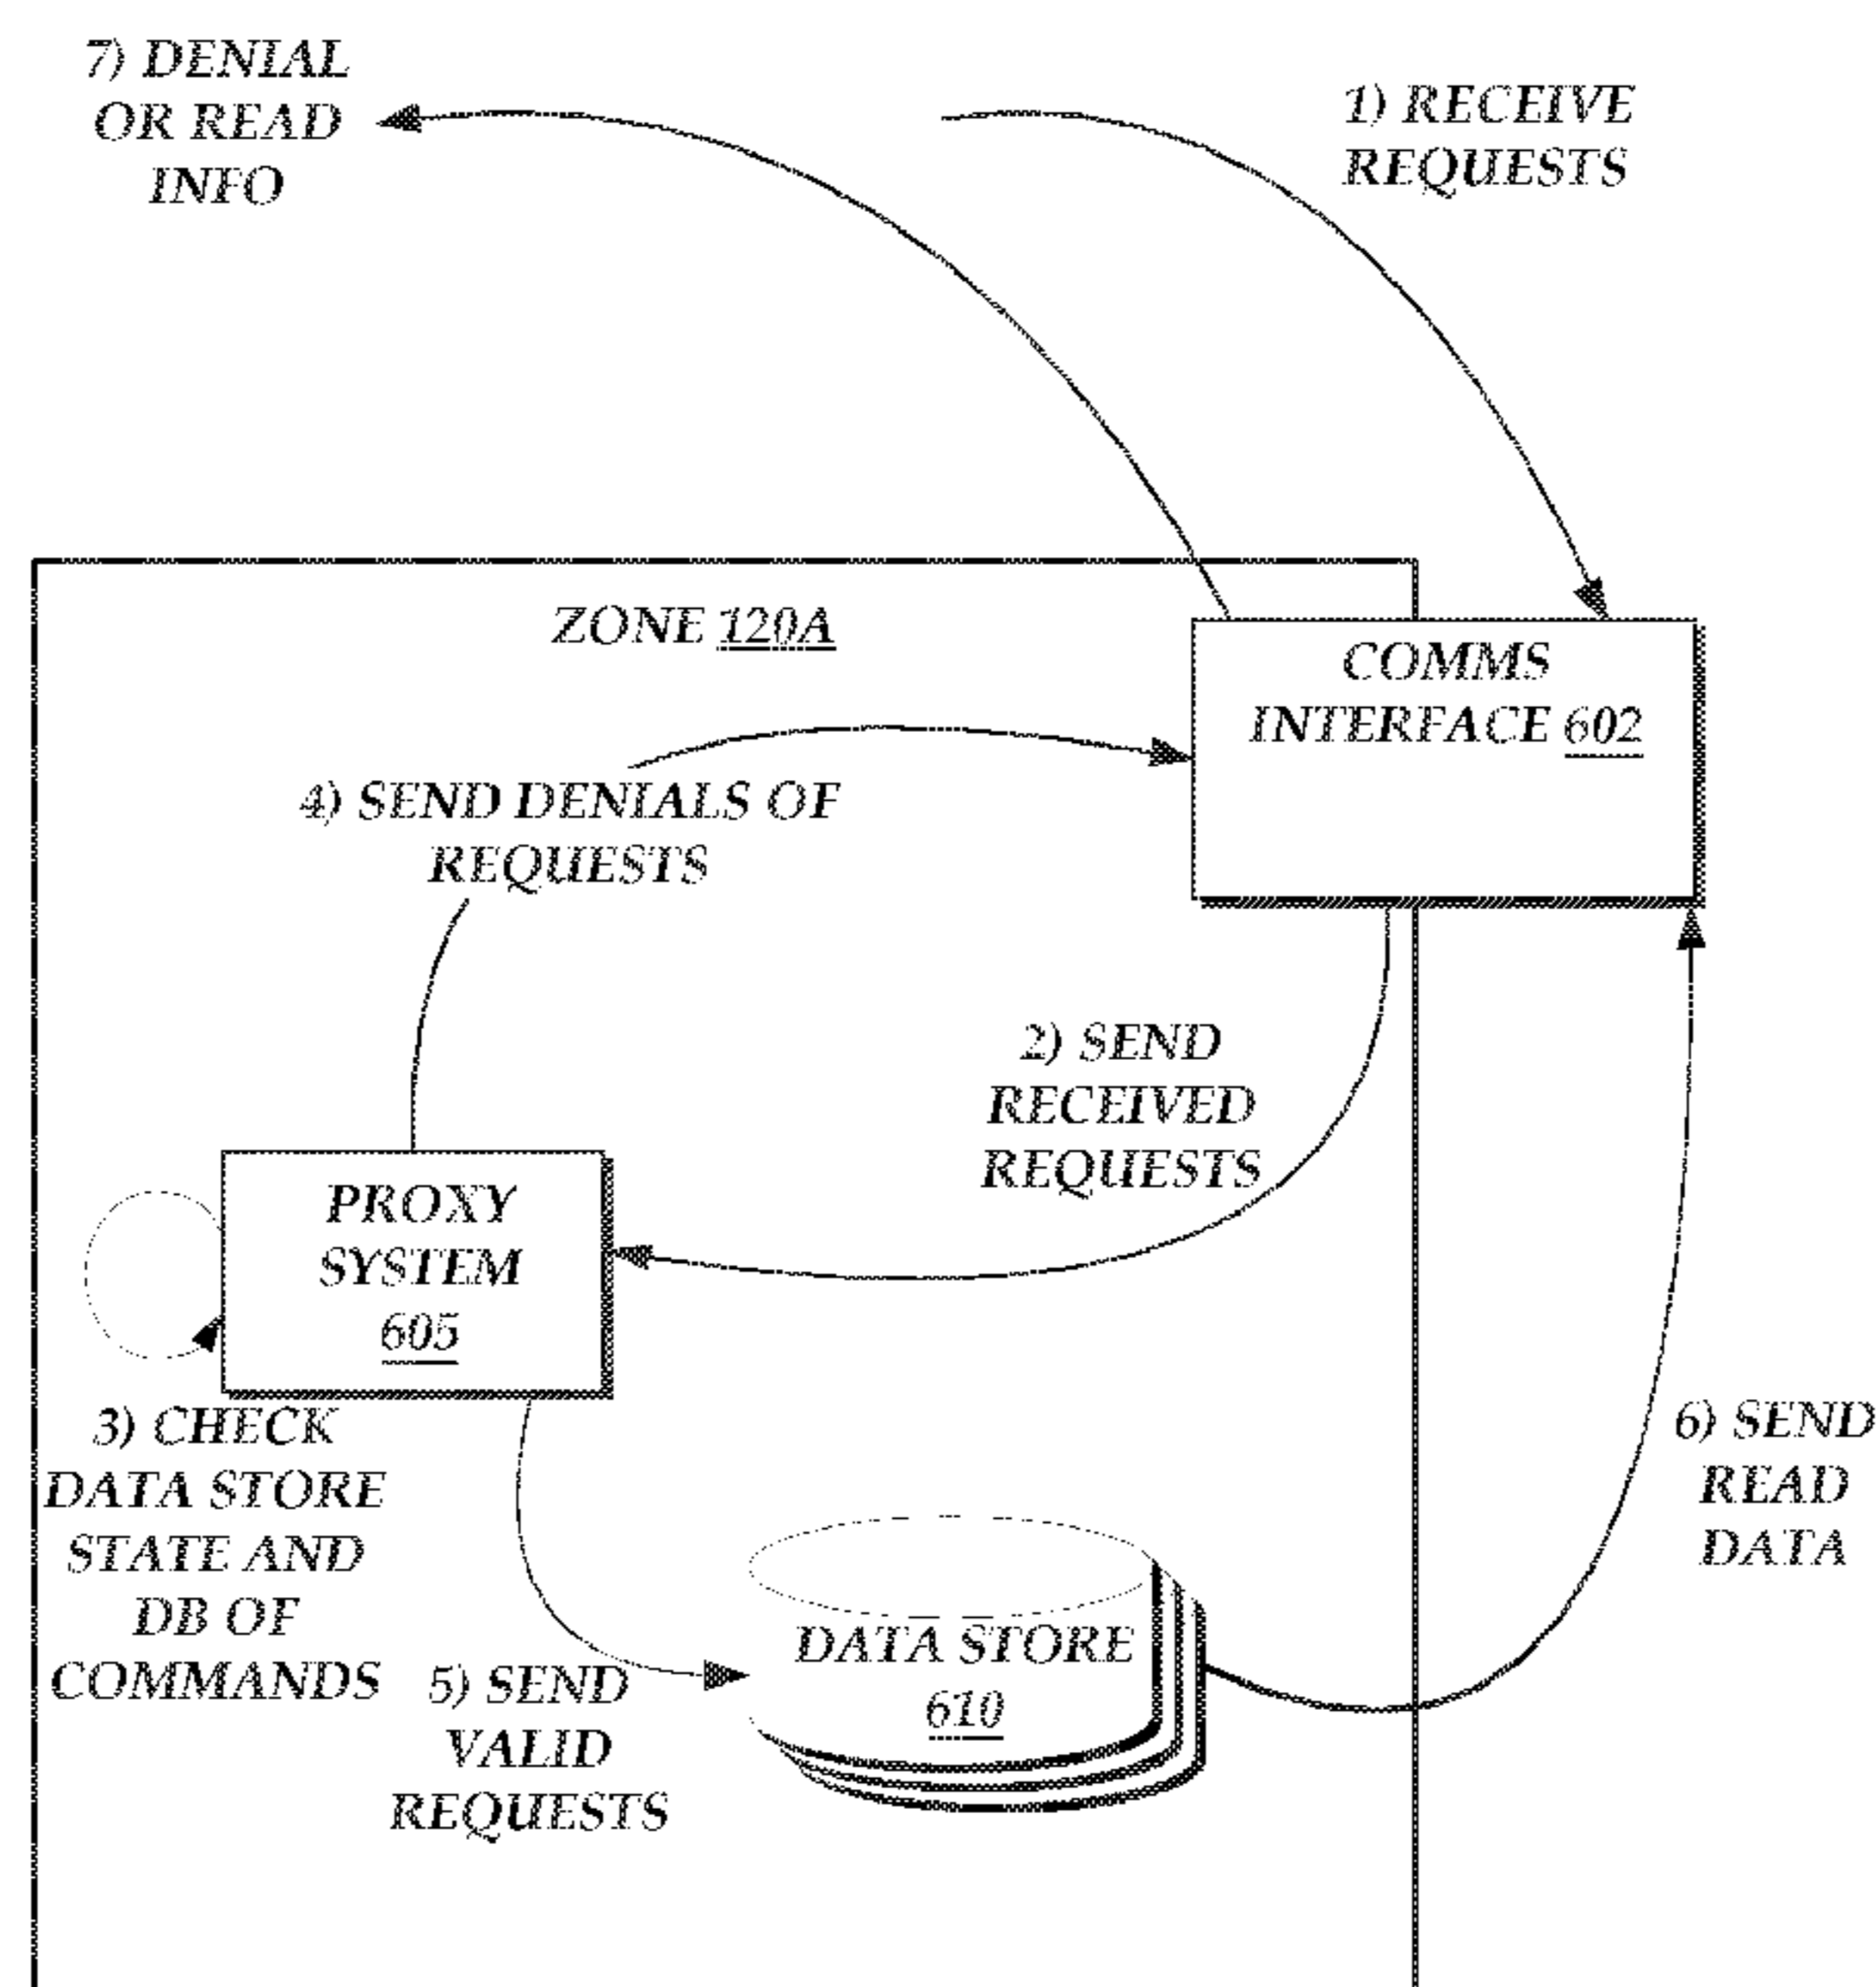 7) DENIAL
OR READ
INFO
1) RECEIVE
REQUESTS
ZONE 120A
COMMS
INTERFACE 602
4) SEND DENIALS OF
REQUESTS
2) SEND
RECEIVED
REQUESTS
PROXY
SYSTEM
605
3) CHECK
DATA STORE
STATE AND
DB OF
COMMANDS
6) SEND
READ
DATA
DATA STORE
610
5) SEND
VALID
REQUESTS